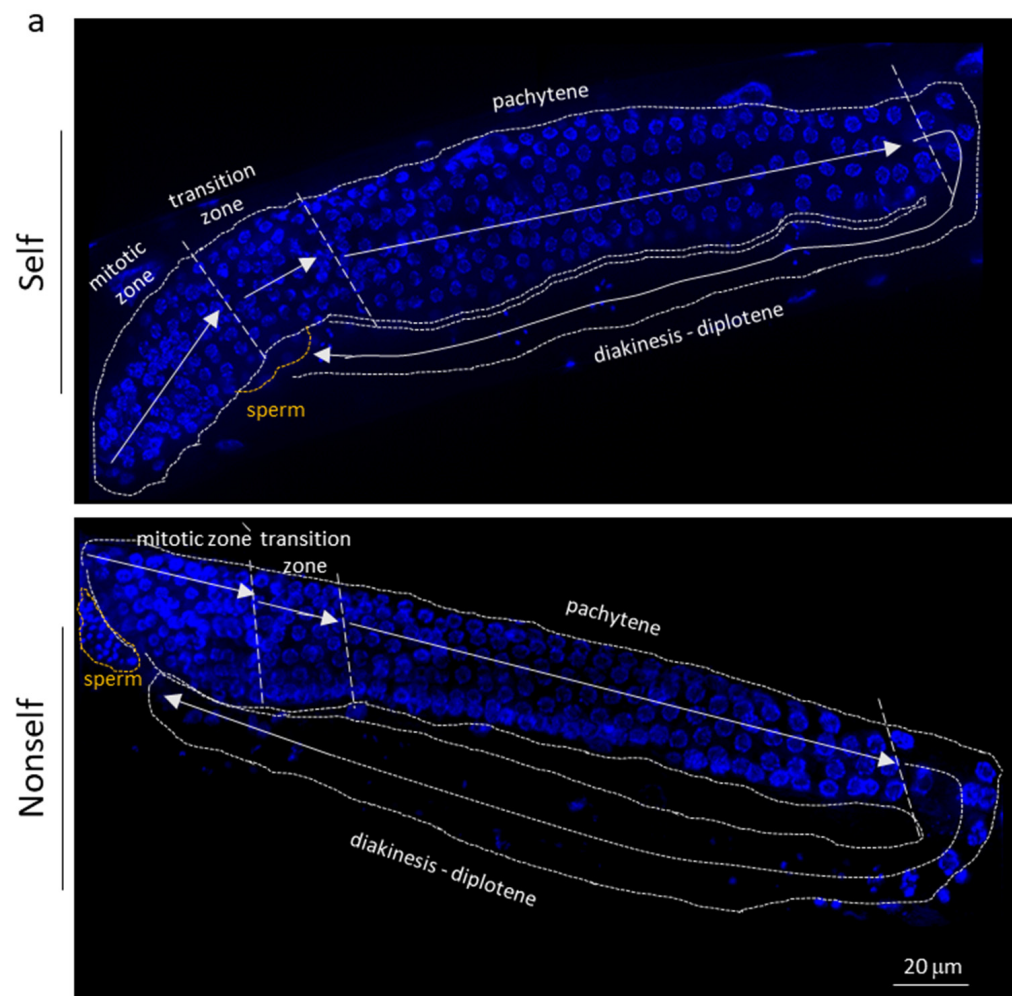 a
Self
pachytene
transition
zone
mitotic
zone
diakinesis - diplotene
sperm
Nonself
mitotic zone transition
zone
pachytene
sperm
diakinesis - diplotene
20 µm